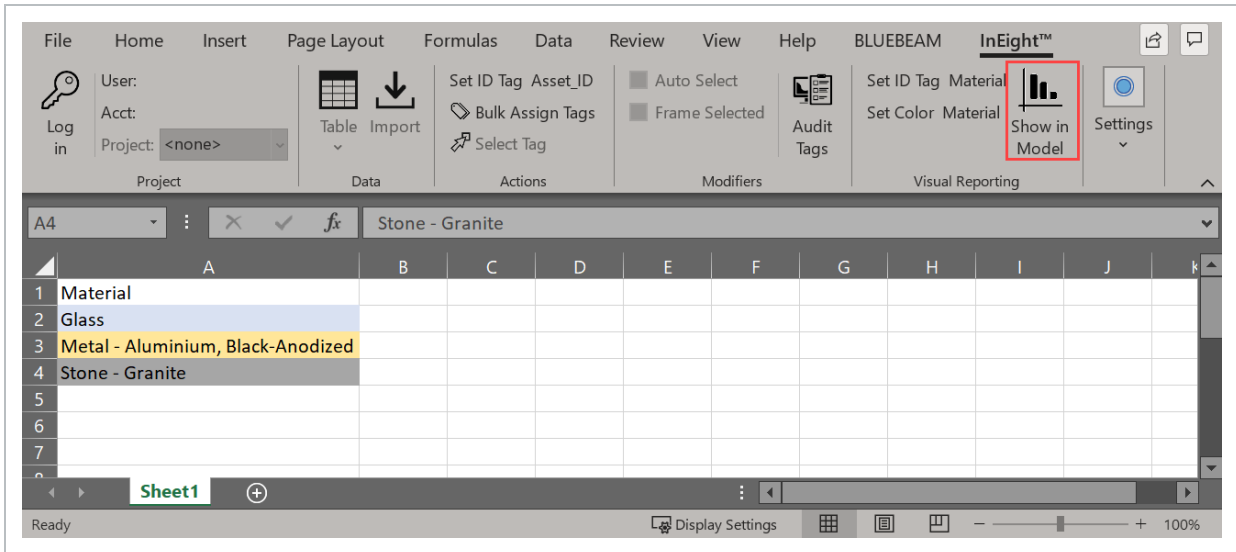 File Home Insert Page Layout Formulas Data Review View Help BLUEBEAM InEight™
Log in
User:
Acct:
Project: <none>
Project
Table Import
Data
Set ID Tag Asset_ID
Bulk Assign Tags
Select Tag
Actions
Auto Select
Frame Selected
Modifiers
Audit Tags
Set ID Tag Material
Set Color Material
Show in Model
Visual Reporting
Settings
A4 fx Stone - Granite
A B C D E F G H I J K
1 Material
2 Glass
3 Metal - Aluminium, Black-Anodized
4 Stone - Granite
5
6
7
Sheet1
Ready Display Settings 100%